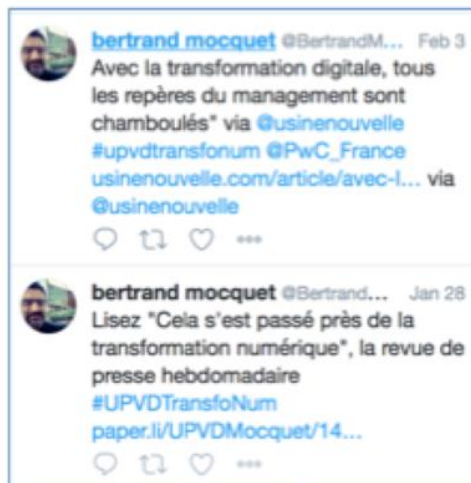 bertrand mocquet @BertrandM... Feb 3
Avec la transformation digitale, tous
les repères du management sont
chamboulés" via @usinenouvelle
#upvdtransfonum @PwC_France
usinenouvelle.com/article/avec-l... via
@usinenouvelle
bertrand mocquet @Bertrand... Jan 28
Lisez "Cela s'est passé près de la
transformation numérique", la revue de
presse hebdomadaire
#UPVDTransfoNum
paper.li/UPVDMocquet/14...